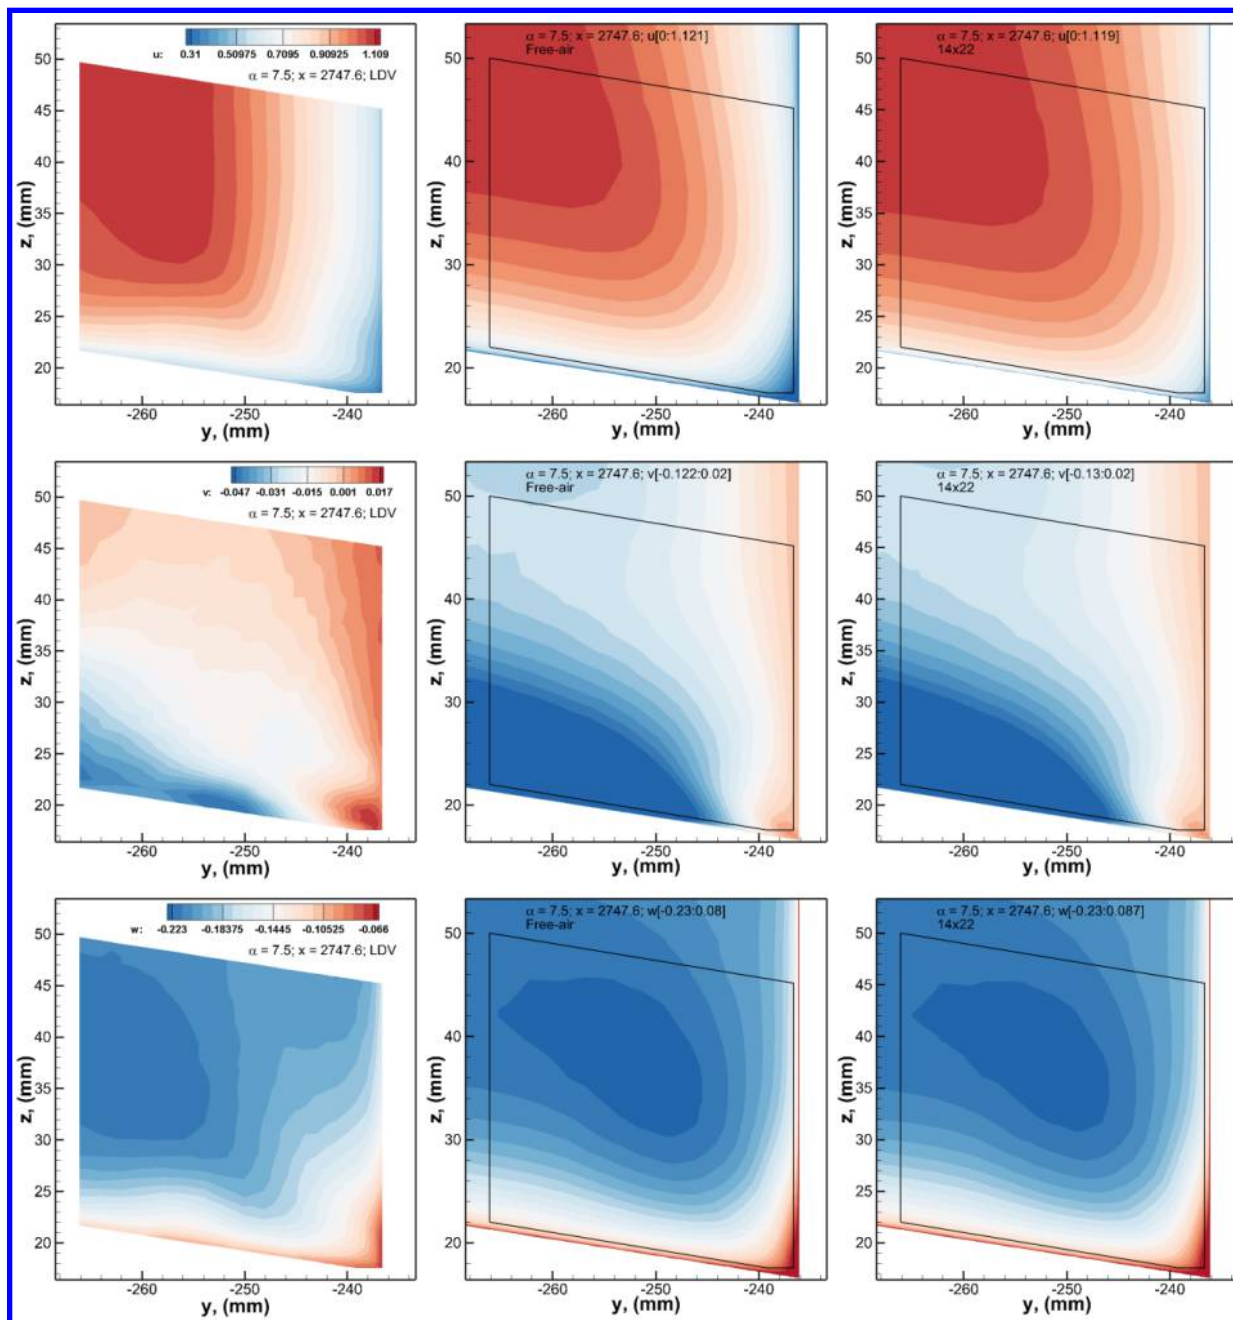 u: 0.31 0.50975 0.7095 0.90925 1.109
α = 7.5; x = 2747.6; LDV
50
45
40
35
30
25
20
z, (mm)
-260 -250 -240
y, (mm)
α = 7.5; x = 2747.6; u[0:1.121]
Free-air
50
45
40
35
30
25
20
z, (mm)
-260 -250 -240
y, (mm)
α = 7.5; x = 2747.6; u[0:1.119]
14x22
50
45
40
35
30
25
20
z, (mm)
-260 -250 -240
y, (mm)
v: -0.047 -0.031 -0.015 0.001 0.017
α = 7.5; x = 2747.6; LDV
50
45
40
35
30
25
20
z, (mm)
-260 -250 -240
y, (mm)
α = 7.5; x = 2747.6; v[-0.122:0.02]
Free-air
50
45
40
35
30
25
20
z, (mm)
-260 -250 -240
y, (mm)
α = 7.5; x = 2747.6; v[-0.13:0.02]
14x22
50
45
40
35
30
25
20
z, (mm)
-260 -250 -240
y, (mm)
w: -0.223 -0.18375 -0.1445 -0.10525 -0.066
α = 7.5; x = 2747.6; LDV
50
45
40
35
30
25
20
z, (mm)
-260 -250 -240
y, (mm)
α = 7.5; x = 2747.6; w[-0.23:0.08]
Free-air
50
45
40
35
30
25
20
z, (mm)
-260 -250 -240
y, (mm)
α = 7.5; x = 2747.6; w[-0.23:0.087]
14x22
50
45
40
35
30
25
20
z, (mm)
-260 -250 -240
y, (mm)